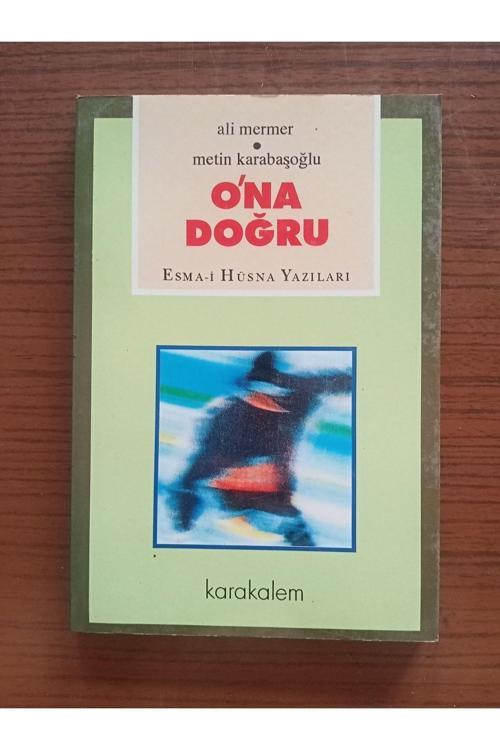 ali mermer
•
metin karabaşoğlu
O'NA
DOĞRU
ESMA-İ HÜSNA YAZILARI
karakalem